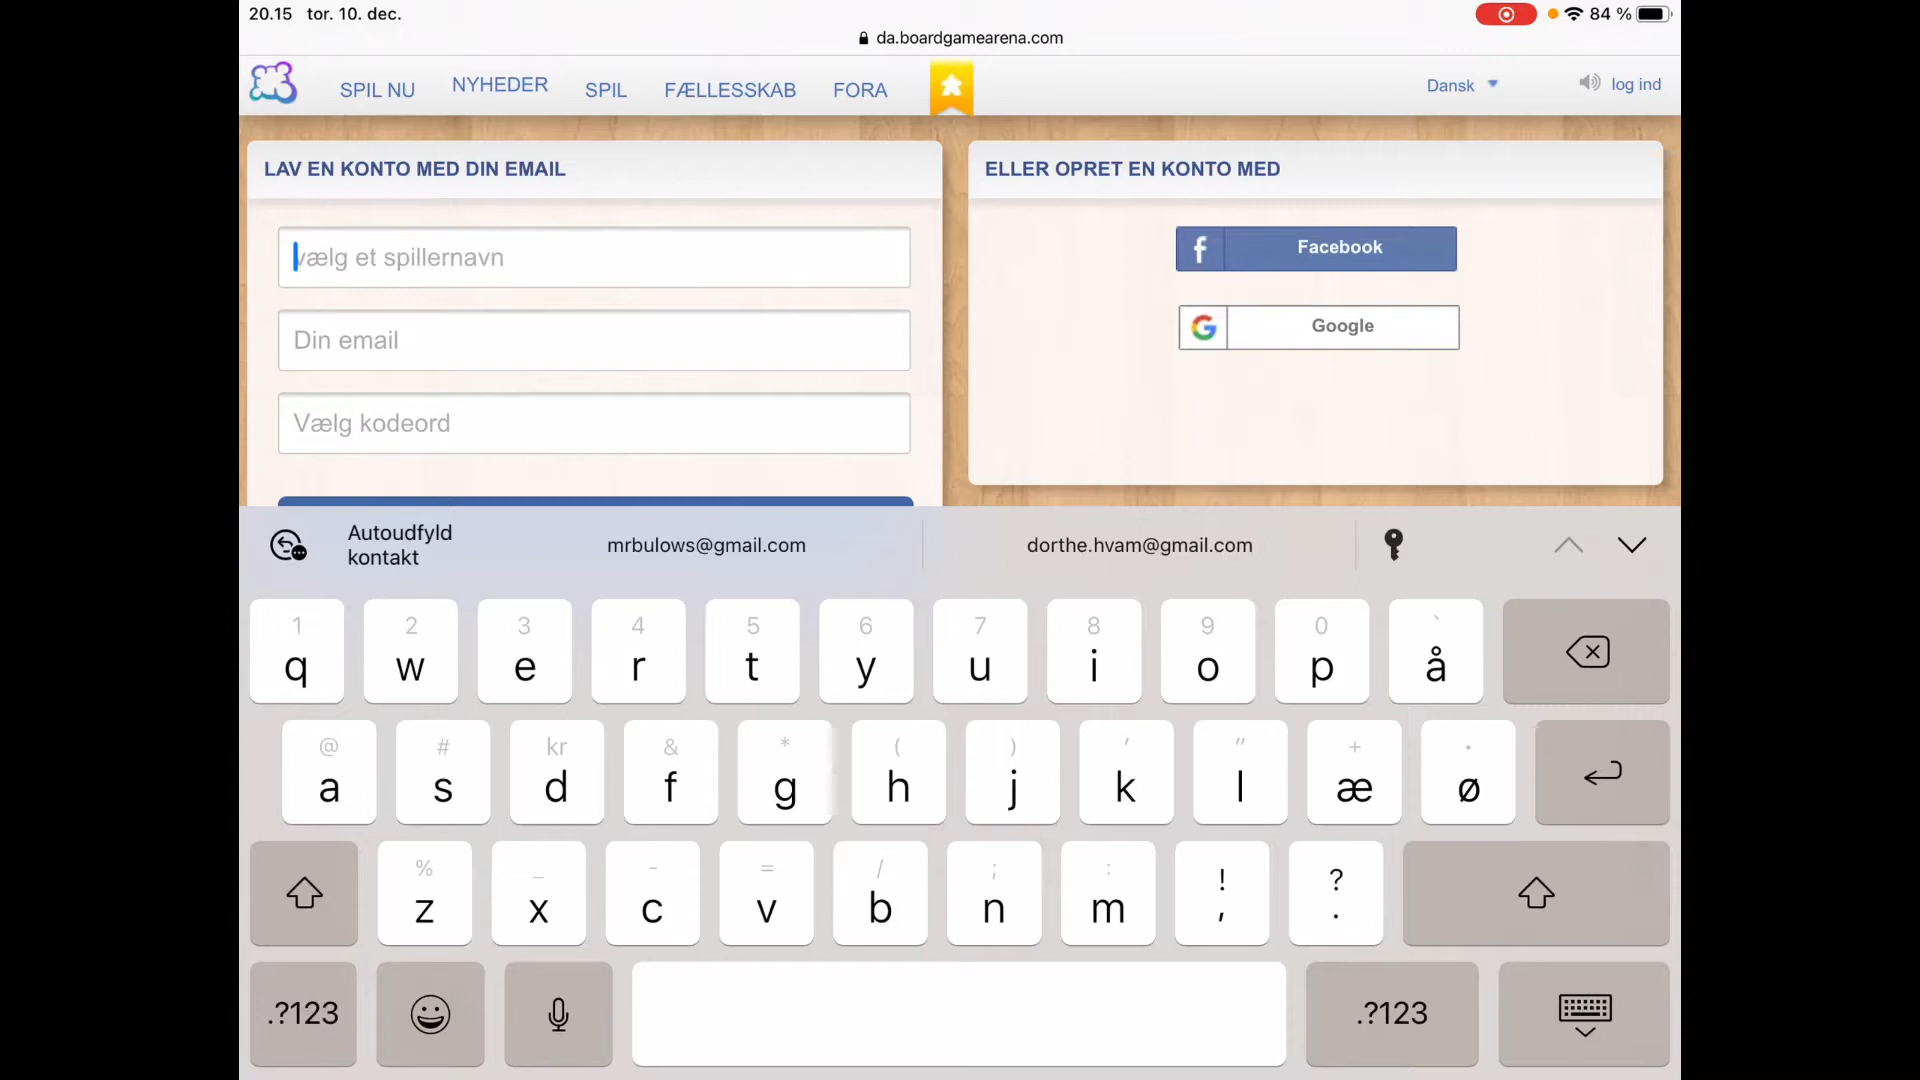 20.15 tor. 10. dec.
84 %
da.boardgamearena.com
SPIL NU NYHEDER SPIL FÆLLESSKAB FORA Dansk log ind
LAV EN KONTO MED DIN EMAIL
vælg et spillernavn
Din email
Vælg kodeord
ELLER OPRET EN KONTO MED
f Facebook
G Google
Autoudfyld
kontakt
mrbulows@gmail.com
dorthe.hvam@gmail.com
1 2 3 4 5 6 7 8 9 0 `
q w e r t y u i o p å
@ # kr & * ( ) ' " + ·
a s d f g h j k l æ ø
% _ - = / ; : ! ?
z x c v b n m , .
.?123 .?123